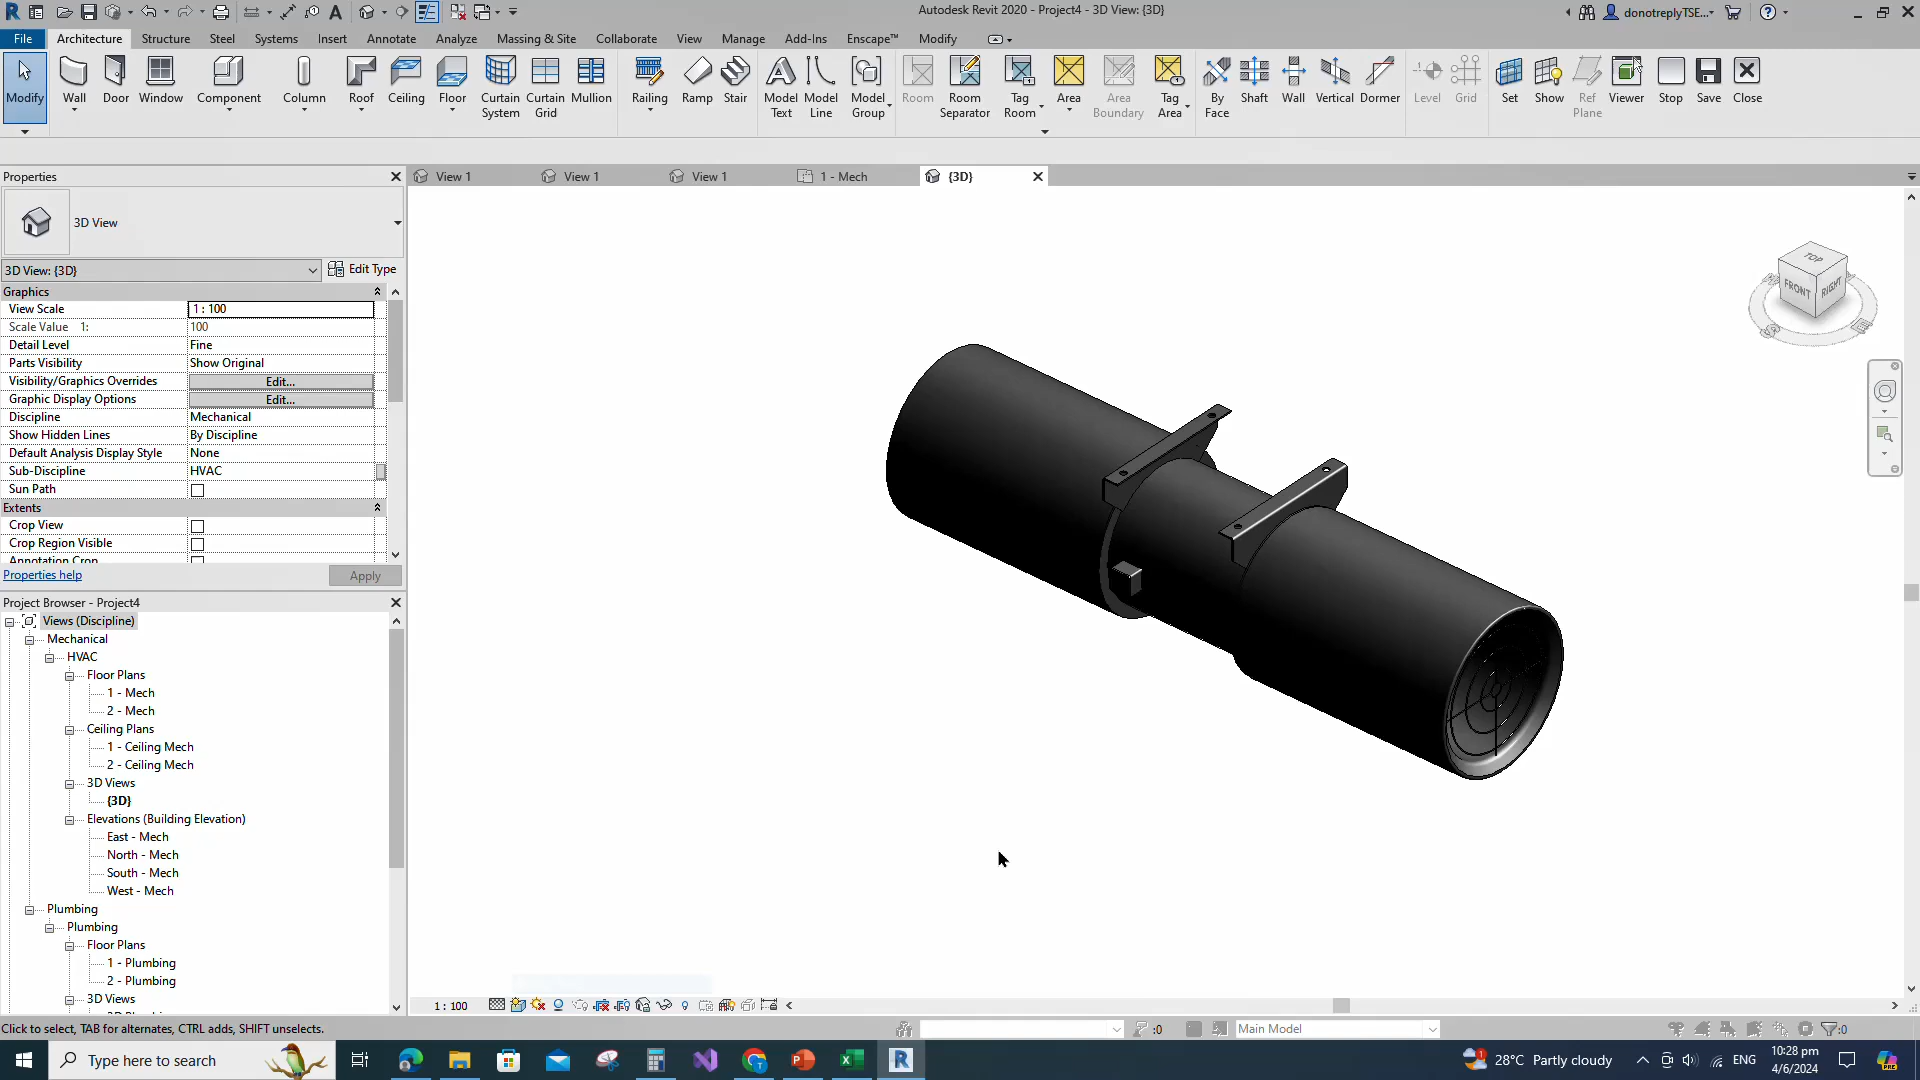 Autodesk Revit 2020 - Project4 - 3D View: {3D}
donotreplyTSE...
File Architecture Structure Steel Systems Insert Annotate Analyze Massing & Site Collaborate View Manage Add-Ins Enscape™ Modify
Modify Wall Door Window Component Column Roof Ceiling Floor Curtain System Curtain Grid Mullion Railing Ramp Stair Model Text Model Line Model Group Room Room Separator Tag Room Area Area Boundary Tag Area By Face Shaft Wall Vertical Dormer Level Grid Set Show Ref Plane Viewer Stop Save Close
Properties
View 1
View 1
View 1
1 - Mech
{3D}
3D View
3D View: {3D}
Edit Type
Graphics
View Scale 1 : 100
Scale Value 1: 100
Detail Level Fine
Parts Visibility Show Original
Visibility/Graphics Overrides Edit...
Graphic Display Options Edit...
Discipline Mechanical
Show Hidden Lines By Discipline
Default Analysis Display Style None
Sub-Discipline HVAC
Sun Path
Extents
Crop View
Crop Region Visible
Annotation Crop
Properties help
Apply
TOP
FRONT
RIGHT
S
E
Project Browser - Project4
Views (Discipline)
Mechanical
HVAC
Floor Plans
1 - Mech
2 - Mech
Ceiling Plans
1 - Ceiling Mech
2 - Ceiling Mech
3D Views
{3D}
Elevations (Building Elevation)
East - Mech
North - Mech
South - Mech
West - Mech
Plumbing
Plumbing
Floor Plans
1 - Plumbing
2 - Plumbing
3D Views
1 : 100
Click to select, TAB for alternates, CTRL adds, SHIFT unselects.
:0
Main Model
:0
Type here to search
28°C Partly cloudy
ENG
10:28 pm
4/6/2024